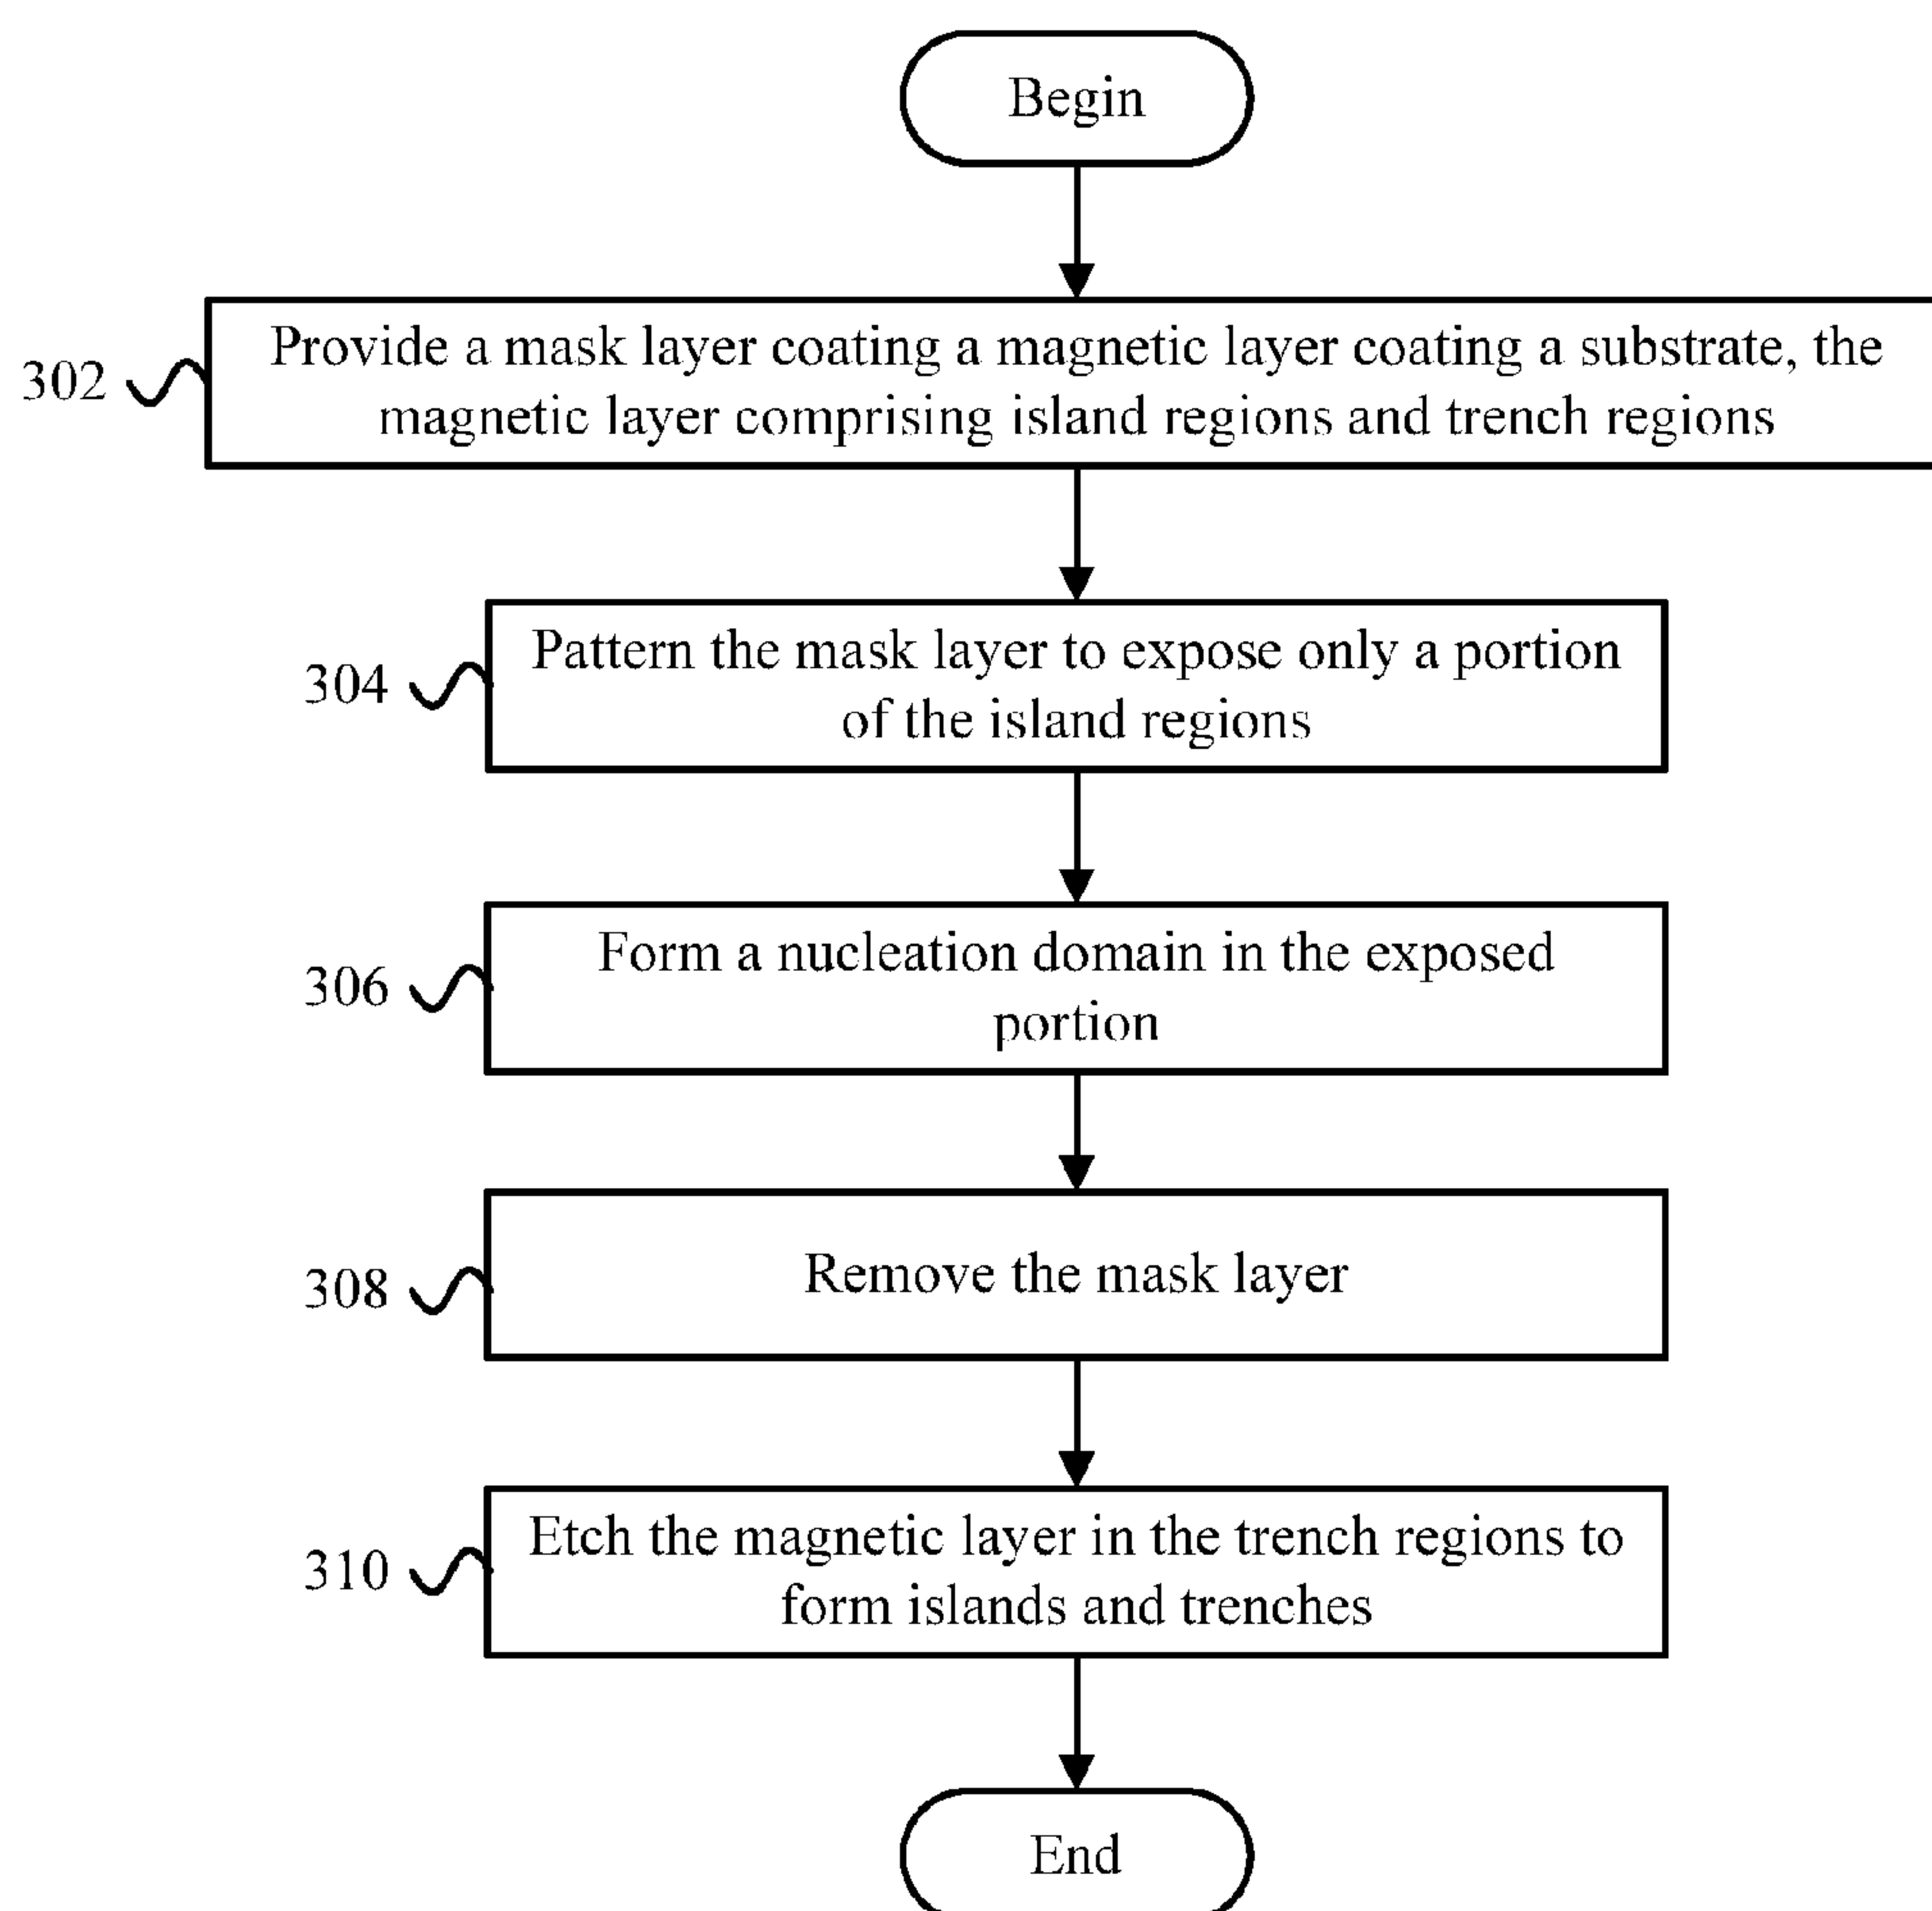 Begin
302
Provide a mask layer coating a magnetic layer coating a substrate, the
magnetic layer comprising island regions and trench regions
304
Pattern the mask layer to expose only a portion
of the island regions
306
Form a nucleation domain in the exposed
portion
308
Remove the mask layer
310
Etch the magnetic layer in the trench regions to
form islands and trenches
End